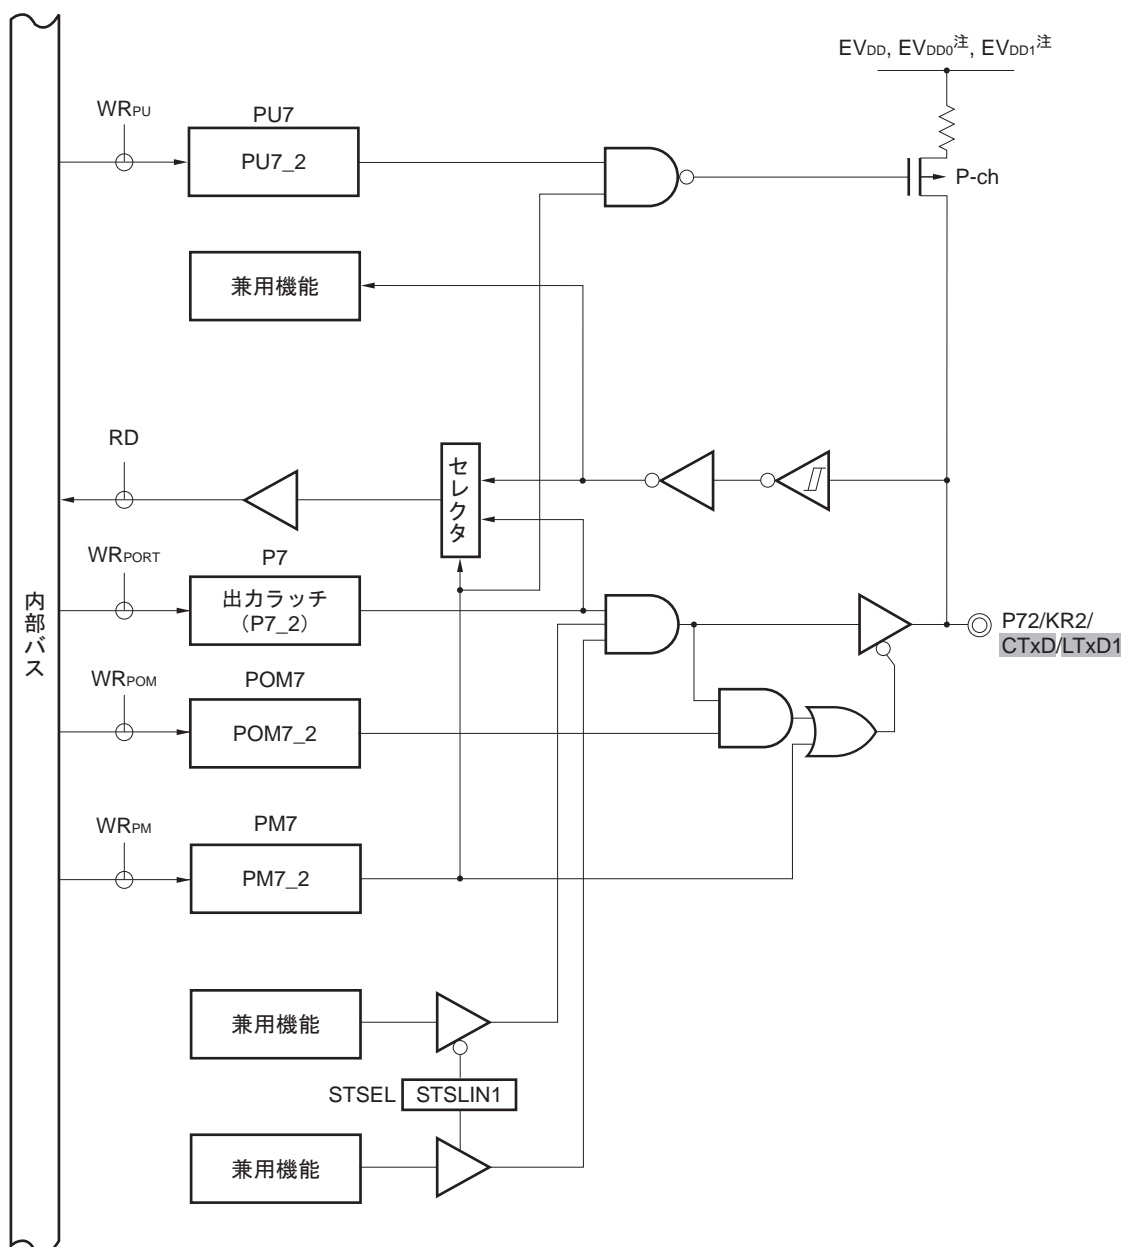 EVDD, EVDD0注, EVDD1注
WRPU
PU7
PU7_2
P-ch
兼用機能
RD
セレクタ
WRPORT
P7
出力ラッチ
（P7_2）
内部バス
P72/KR2/
CTxD/LTxD1
WRPOM
POM7
POM7_2
WRPM
PM7
PM7_2
兼用機能
STSEL STSLIN1
兼用機能